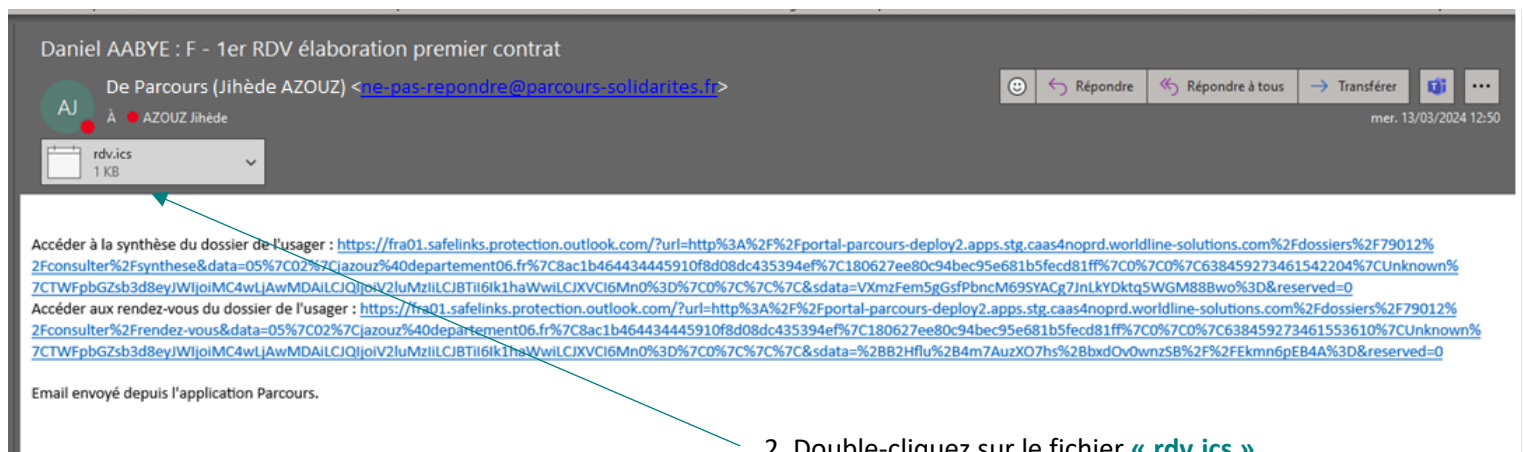 Daniel AABYE : F - 1er RDV élaboration premier contrat
AJ
De Parcours (Jihède AZOUZ) <ne-pas-repondre@parcours-solidarites.fr>
À AZOUZ Jihède
Répondre
Répondre à tous
Transférer
...
mer. 13/03/2024 12:50
rdv.ics
1 KB
Accéder à la synthèse du dossier de l'usager : https://fra01.safelinks.protection.outlook.com/?url=http%3A%2F%2Fportal-parcours-deploy2.apps.stg.caas4noprd.worldline-solutions.com%2Fdossiers%2F79012%
2Fconsulter%2Fsynthese&data=05%7C02%7Cjazouz%40departement06.fr%7C8ac1b464434445910f8d08dc435394ef%7C180627ee80c94bec95e681b5fecd81ff%7C0%7C0%7C638459273461542204%7CUnknown%
7CTWFpbGZsb3d8eyJWIjoiMC4wLjAwMDAiLCJQIjoiV2luMzIiLCJBTiI6Ik1haWwiLCJXVCI6Mn0%3D%7C0%7C%7C%7C&sdata=VXmzFem5gGsfPbncM69SYACg7JnLkYDktq5WGM88Bwo%3D&reserved=0
Accéder aux rendez-vous du dossier de l'usager : https://fra01.safelinks.protection.outlook.com/?url=http%3A%2F%2Fportal-parcours-deploy2.apps.stg.caas4noprd.worldline-solutions.com%2Fdossiers%2F79012%
2Fconsulter%2Frendez-vous&data=05%7C02%7Cjazouz%40departement06.fr%7C8ac1b464434445910f8d08dc435394ef%7C180627ee80c94bec95e681b5fecd81ff%7C0%7C0%7C638459273461553610%7CUnknown%
7CTWFpbGZsb3d8eyJWIjoiMC4wLjAwMDAiLCJQIjoiV2luMzIiLCJBTiI6Ik1haWwiLCJXVCI6Mn0%3D%7C0%7C%7C%7C&sdata=%2BB2Hflu%2B4m7AuzXO7hs%2BbxdOv0wnzSB%2F%2FEkmn6pEB4A%3D&reserved=0
Email envoyé depuis l'application Parcours.
2. Double-cliquez sur le fichier « rdv.ics »